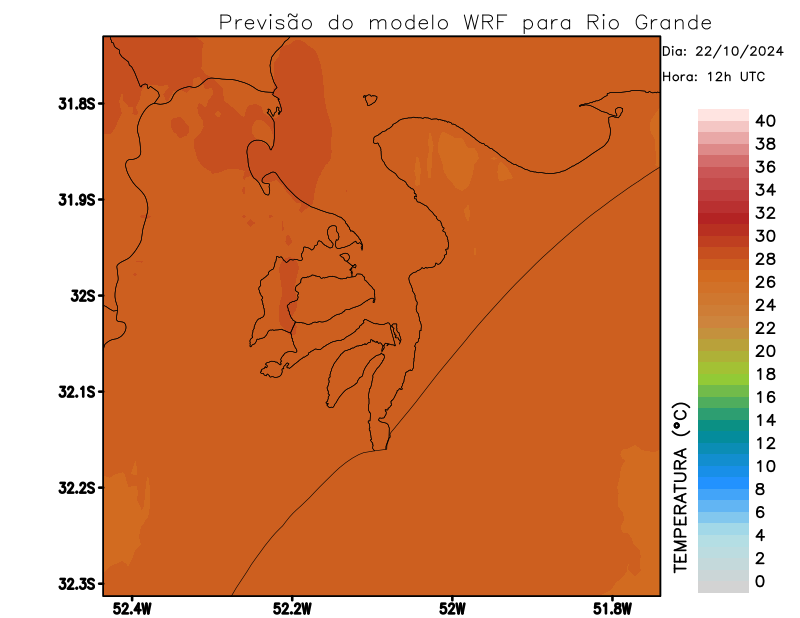 Previsão do modelo WRF para Rio Grande
Dia: 22/10/2024
Hora: 12h UTC
31.8S
31.9S
32S
32.1S
32.2S
32.3S
52.4W
52.2W
52W
51.8W
TEMPERATURA (°C)
40
38
36
34
32
30
28
26
24
22
20
18
16
14
12
10
8
6
4
2
0